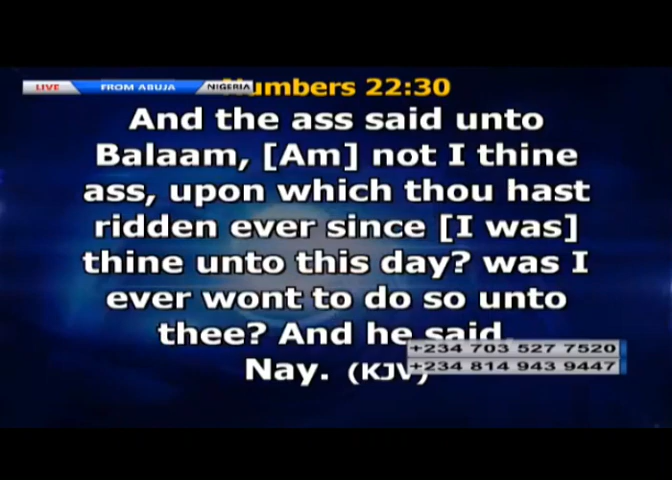 LIVE FROM ABUJA NIGERIA
Numbers 22:30
And the ass said unto
Balaam, [Am] not I thine
ass, upon which thou hast
ridden ever since [I was]
thine unto this day? was I
ever wont to do so unto
thee? And he said,
Nay. (KJV)
+234 703 527 7520
+234 814 943 9447